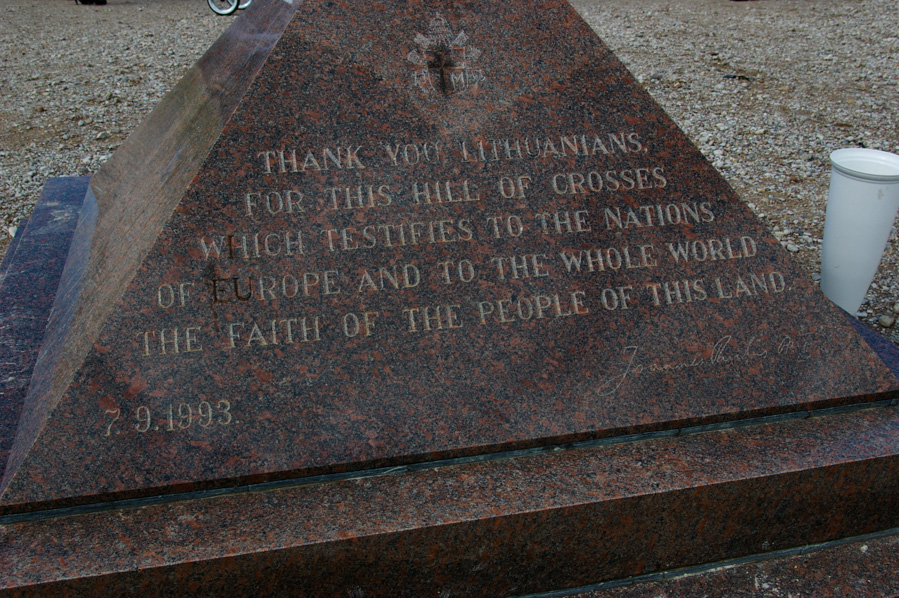 THANK YOU, LITHUANIANS,
FOR THIS HILL OF CROSSES
WHICH TESTIFIES TO THE NATIONS
OF EUROPE AND TO THE WHOLE WORLD
THE FAITH OF THE PEOPLE OF THIS LAND.
7.9.1993.